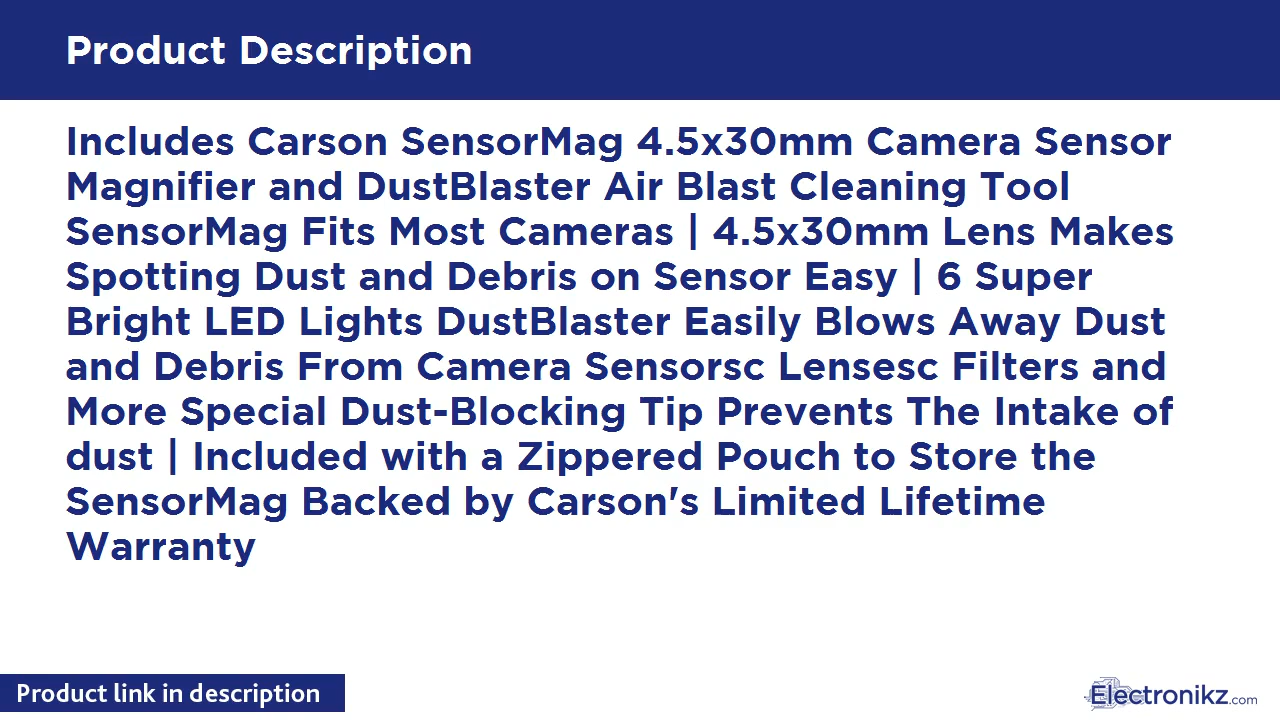 Product Description
Includes Carson SensorMag 4.5x30mm Camera Sensor
Magnifier and DustBlaster Air Blast Cleaning Tool
SensorMag Fits Most Cameras | 4.5x30mm Lens Makes
Spotting Dust and Debris on Sensor Easy | 6 Super
Bright LED Lights DustBlaster Easily Blows Away Dust
and Debris From Camera Sensorsc Lensesc Filters and
More Special Dust-Blocking Tip Prevents The Intake of
dust | Included with a Zippered Pouch to Store the
SensorMag Backed by Carson's Limited Lifetime
Warranty
Product link in description
Electronikz.com